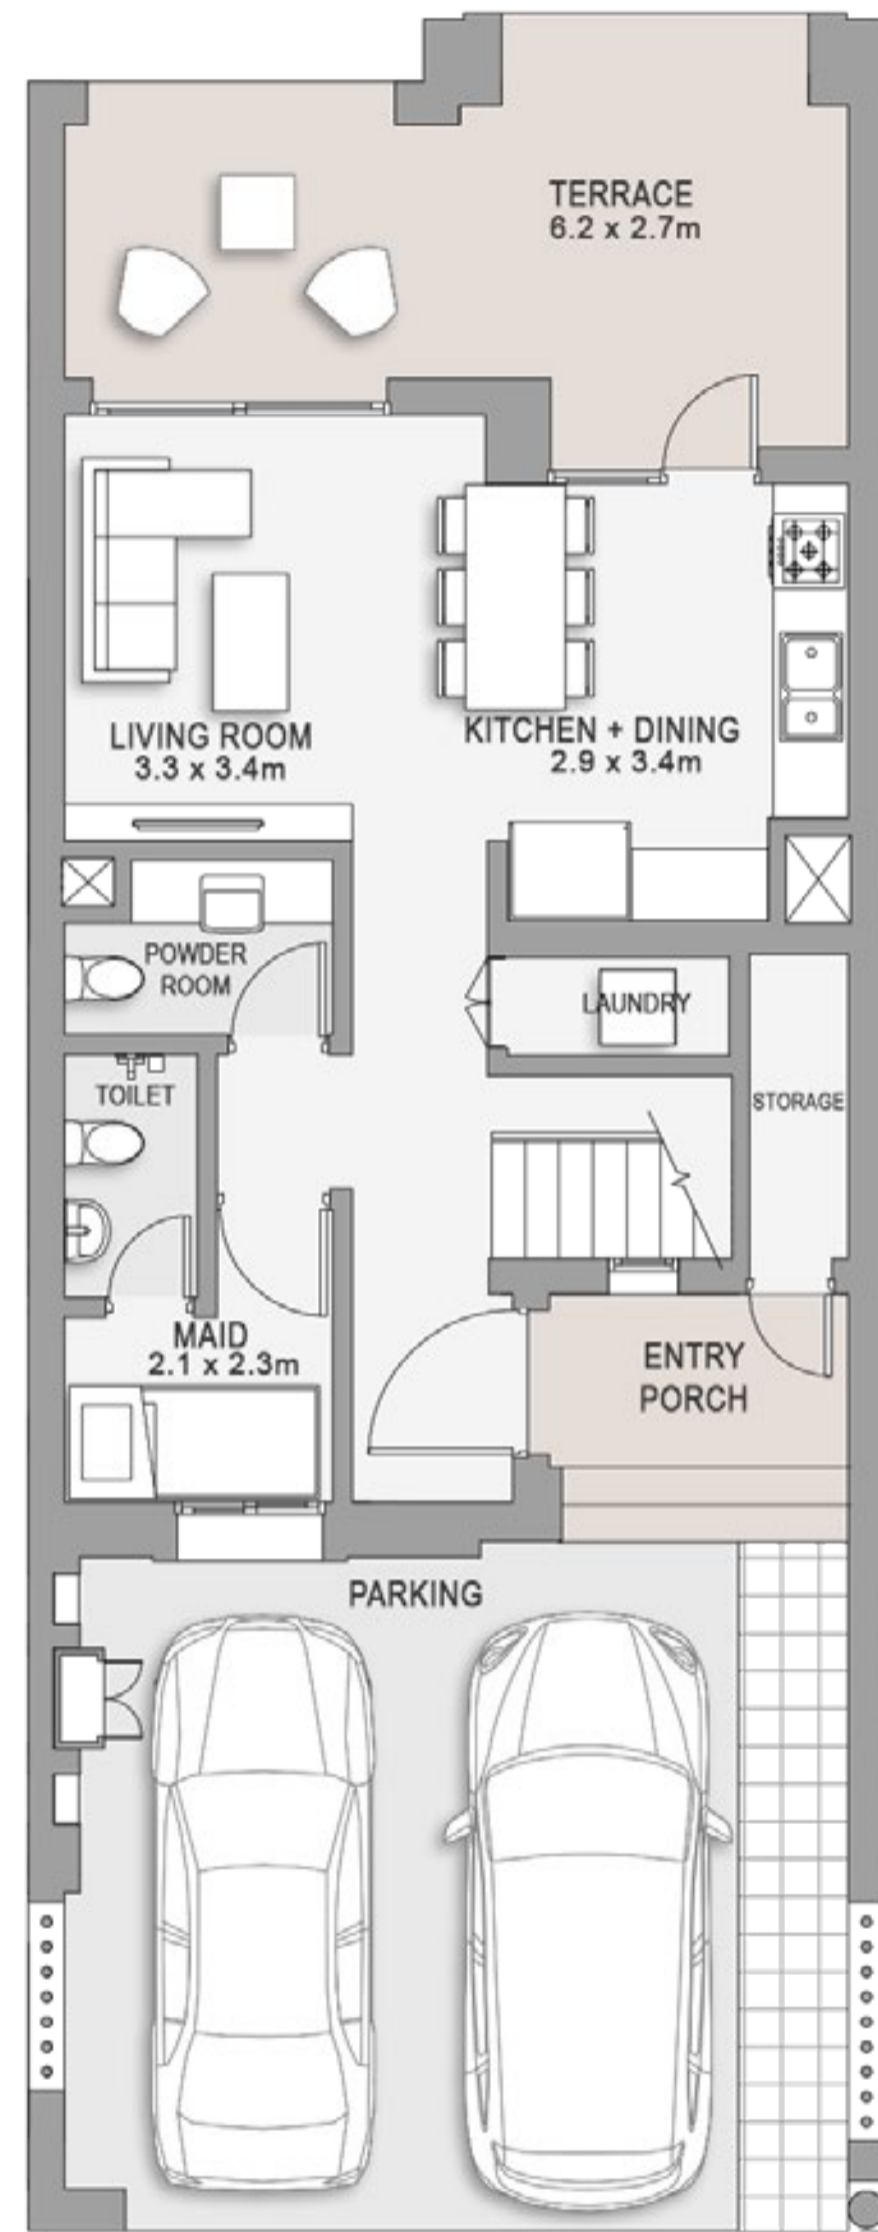 TERRACE
6.2 x 2.7m
LIVING ROOM
3.3 x 3.4m
KITCHEN + DINING
2.9 x 3.4m
POWDER
ROOM
LAUNDRY
TOILET
STORAGE
MAID
2.1 x 2.3m
ENTRY
PORCH
PARKING